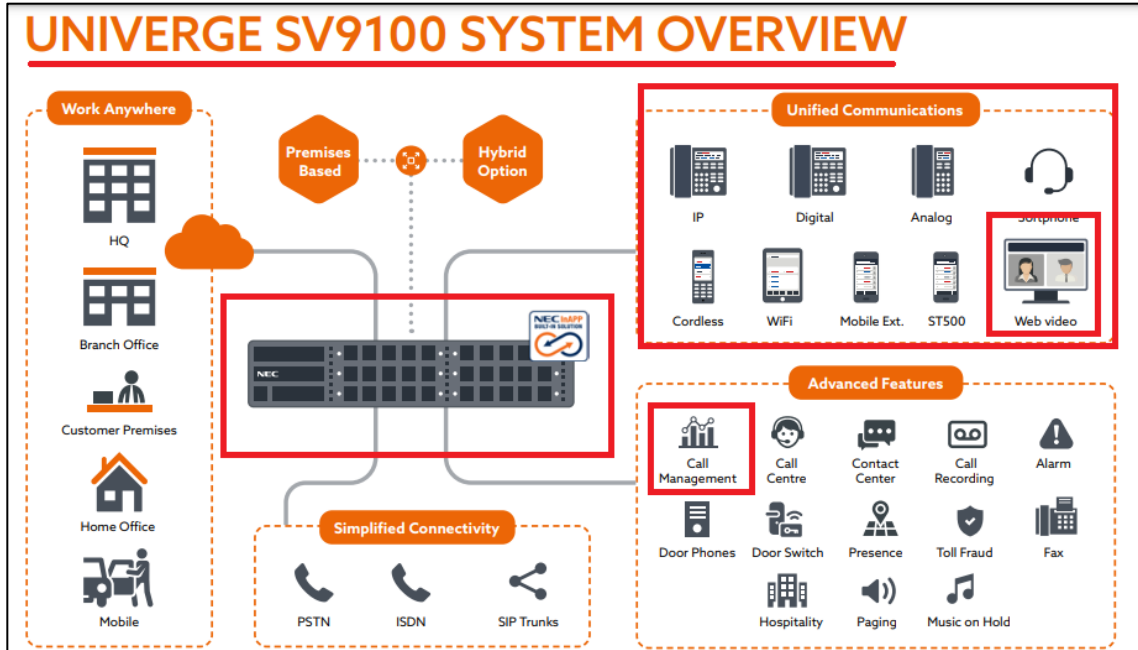 UNIVERGE SV9100 SYSTEM OVERVIEW
Work Anywhere
HQ
Branch Office
Customer Premises
Home Office
Mobile
Premises
Based
Hybrid
Option
NEC InAPP
BUILT-IN SOLUTION
NEC
Simplified Connectivity
PSTN
ISDN
SIP Trunks
Unified Communications
IP
Digital
Analog
Softphone
Cordless
WiFi
Mobile Ext.
ST500
Web video
Advanced Features
Call
Management
Call
Centre
Contact
Center
Call
Recording
Alarm
Door Phones
Door Switch
Presence
Toll Fraud
Fax
Hospitality
Paging
Music on Hold